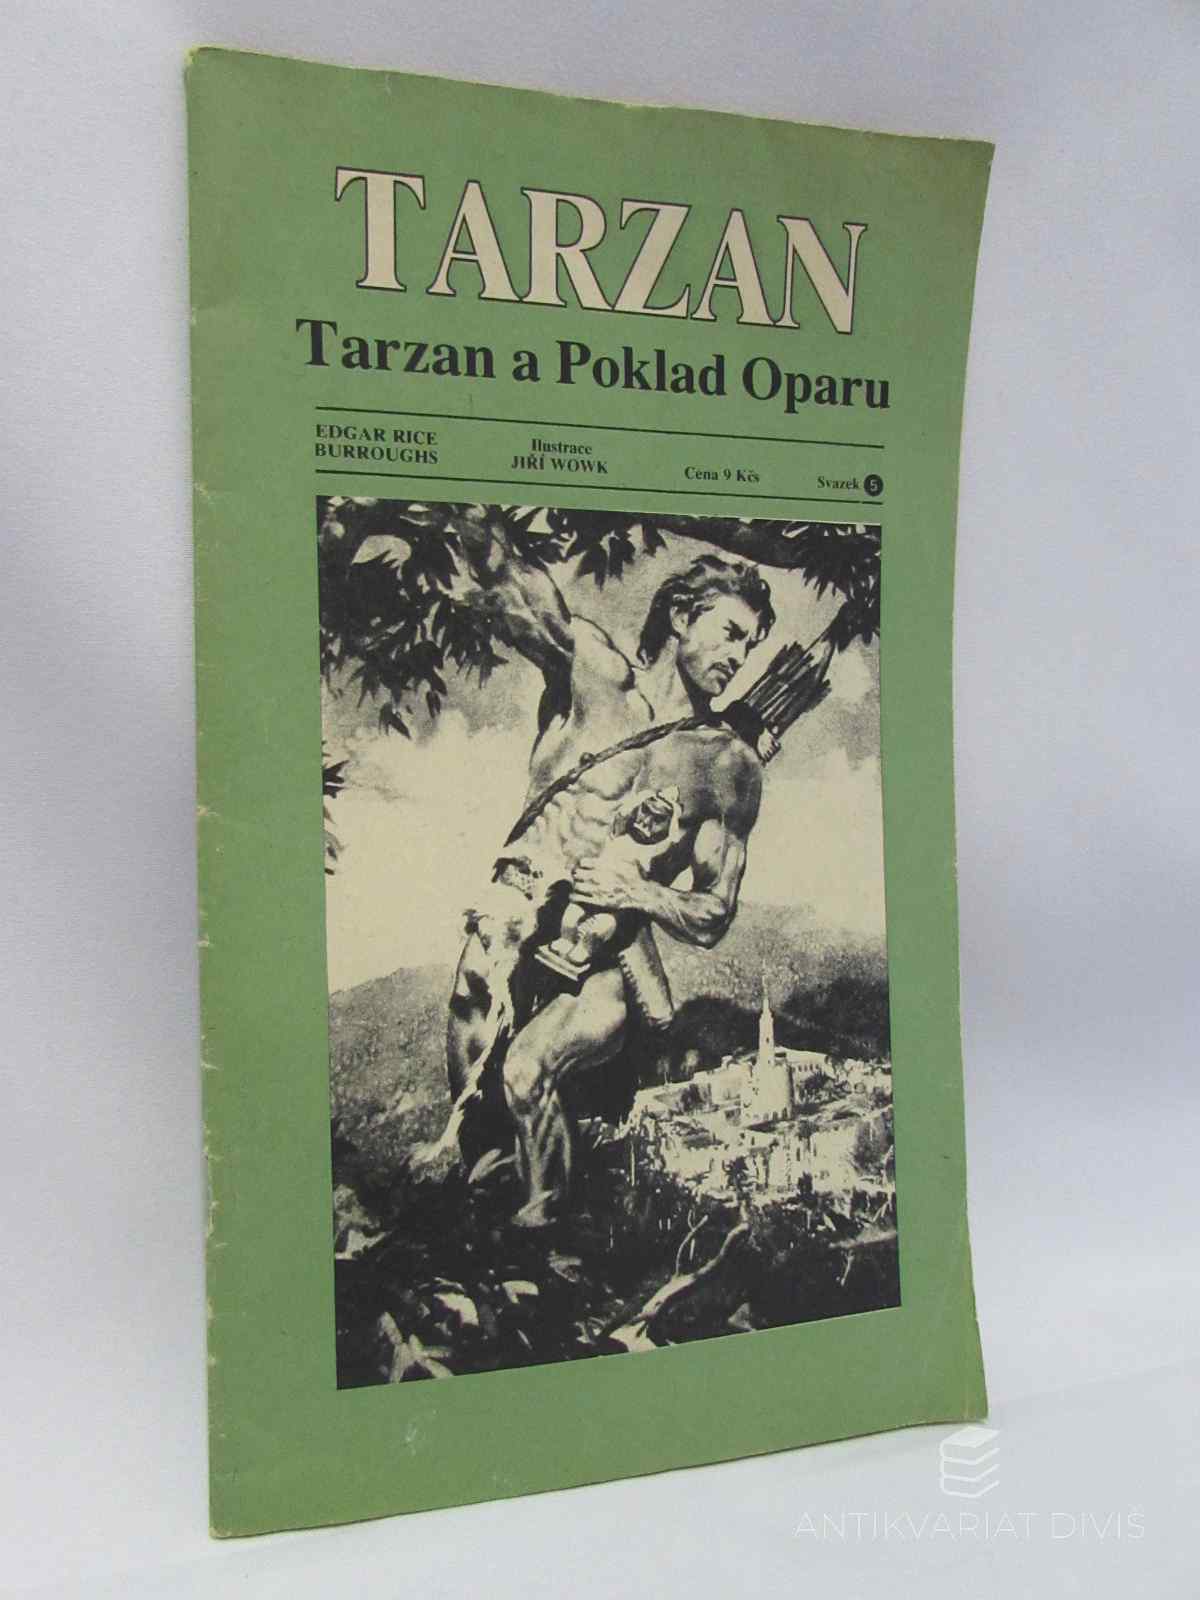 TARZAN
Tarzan a Poklad Oparu
EDGAR RICE
BURROUGHS
Ilustrace
JIŘÍ WOWK
Cena 9 Kčs
Svazek 5
ANTIKVARIAT DIVIŠ